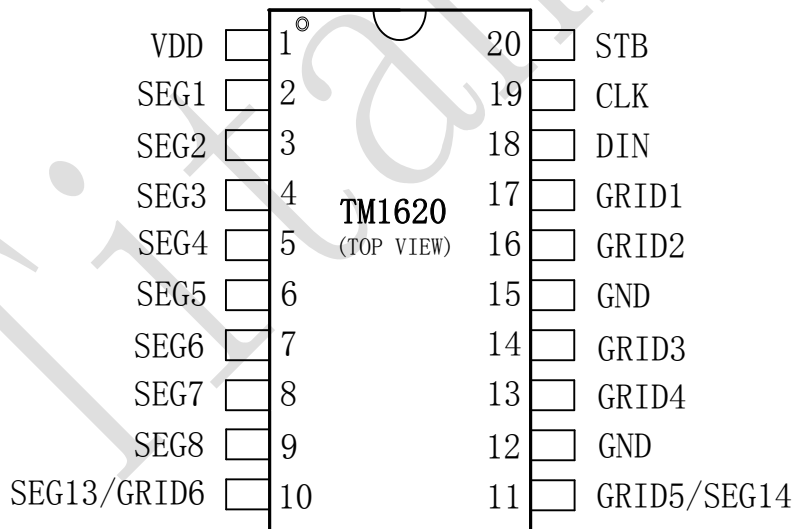 VDD 1 20 STB
SEG1 2 19 CLK
SEG2 3 18 DIN
SEG3 4 17 GRID1
TM1620
SEG4 5 (TOP VIEW) 16 GRID2
SEG5 6 15 GND
SEG6 7 14 GRID3
SEG7 8 13 GRID4
SEG8 9 12 GND
SEG13/GRID6 10 11 GRID5/SEG14